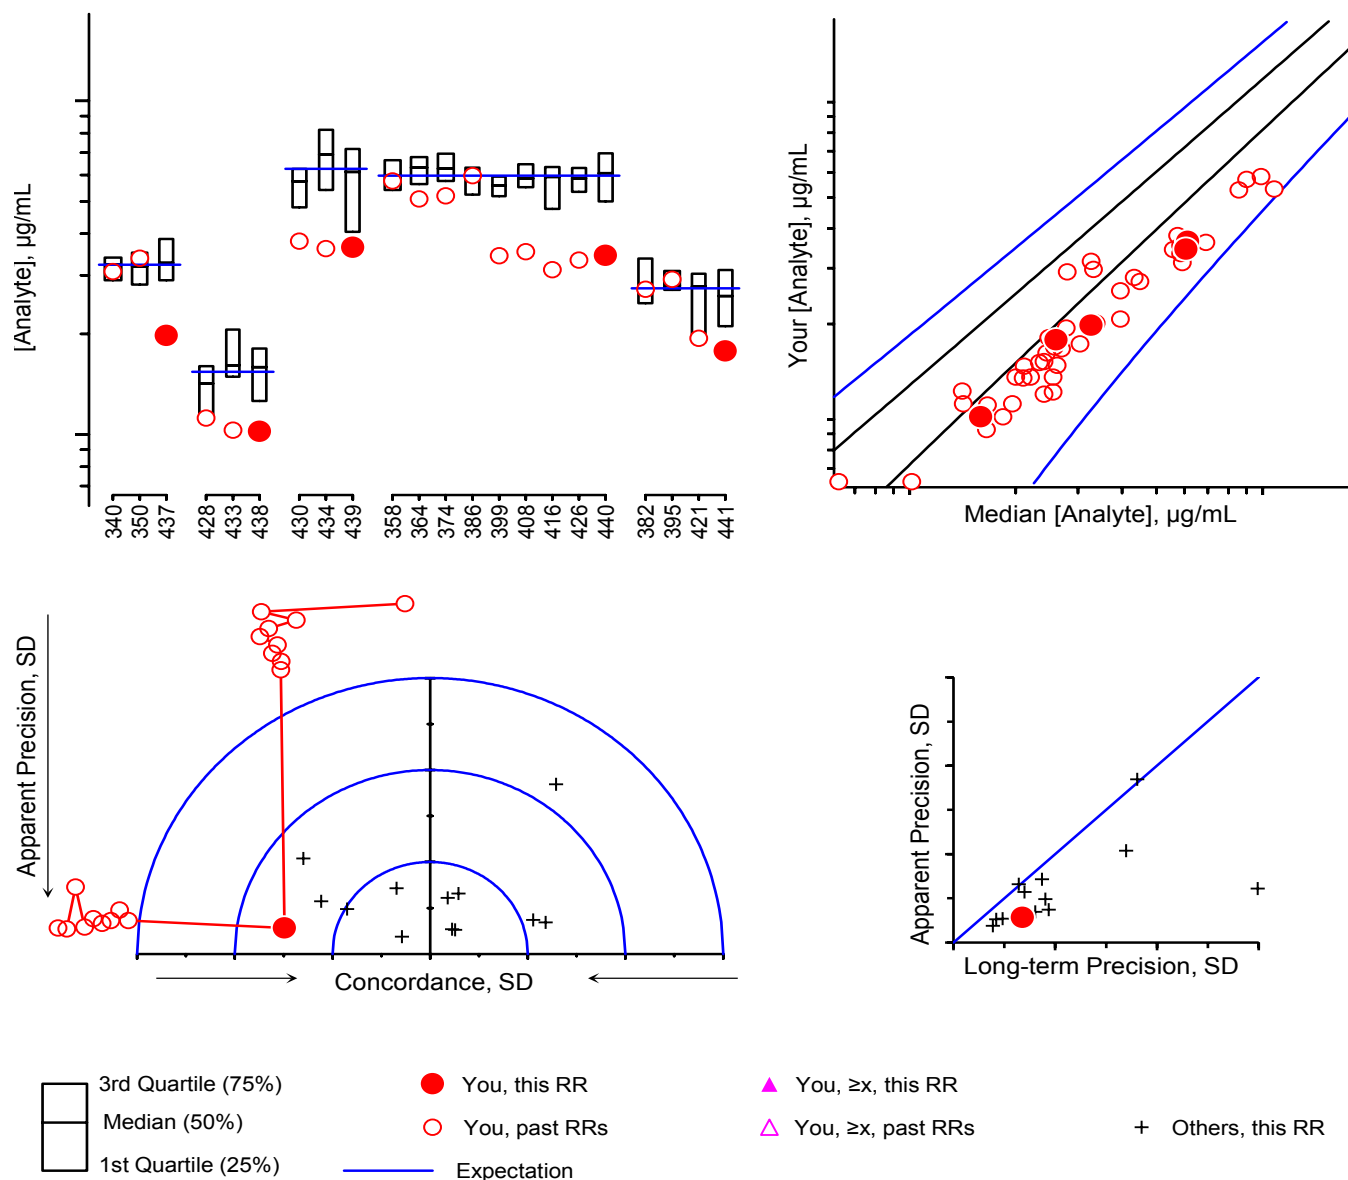 [Analyte], µg/mL
340
350
437
428
433
438
430
434
439
358
364
374
386
399
408
416
426
440
382
395
421
441
Your [Analyte], µg/mL
Median [Analyte], µg/mL
Apparent Precision, SD
Concordance, SD
Apparent Precision, SD
Long-term Precision, SD
3rd Quartile (75%)
Median (50%)
1st Quartile (25%)
You, this RR
You, past RRs
Expectation
You, ≥x, this RR
You, ≥x, past RRs
Others, this RR